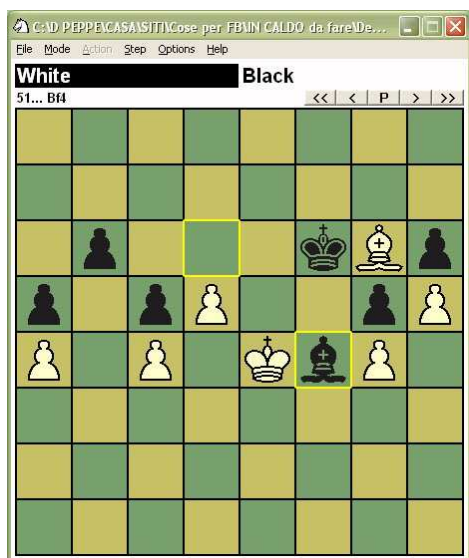 C:\D PEPPE\CASA\SITI\Cose per FB\IN CALDO da fare\De...
File Mode Action Step Options Help
White Black
51... Bf4 << < P > >>